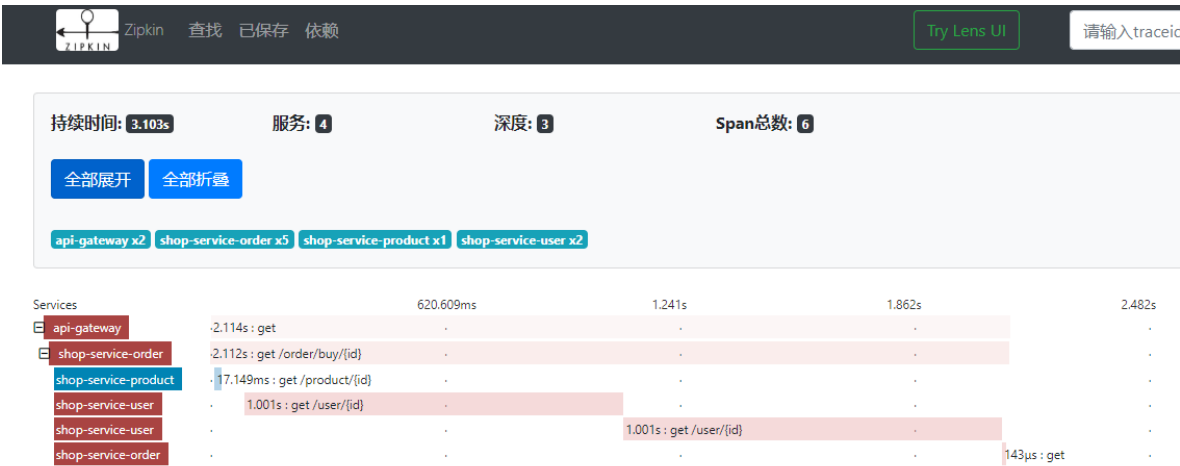 ZIPKIN Zipkin 查找 已保存 依赖 Try Lens UI 请输入traceid
持续时间: 3.103s 服务: 4 深度: 3 Span总数: 6
全部展开 全部折叠
api-gateway x2 shop-service-order x5 shop-service-product x1 shop-service-user x2
Services 620.609ms 1.241s 1.862s 2.482s
api-gateway 2.114s : get
shop-service-order 2.112s : get /order/buy/{id}
shop-service-product 17.149ms : get /product/{id}
shop-service-user 1.001s : get /user/{id}
shop-service-user 1.001s : get /user/{id}
shop-service-order 143μs : get